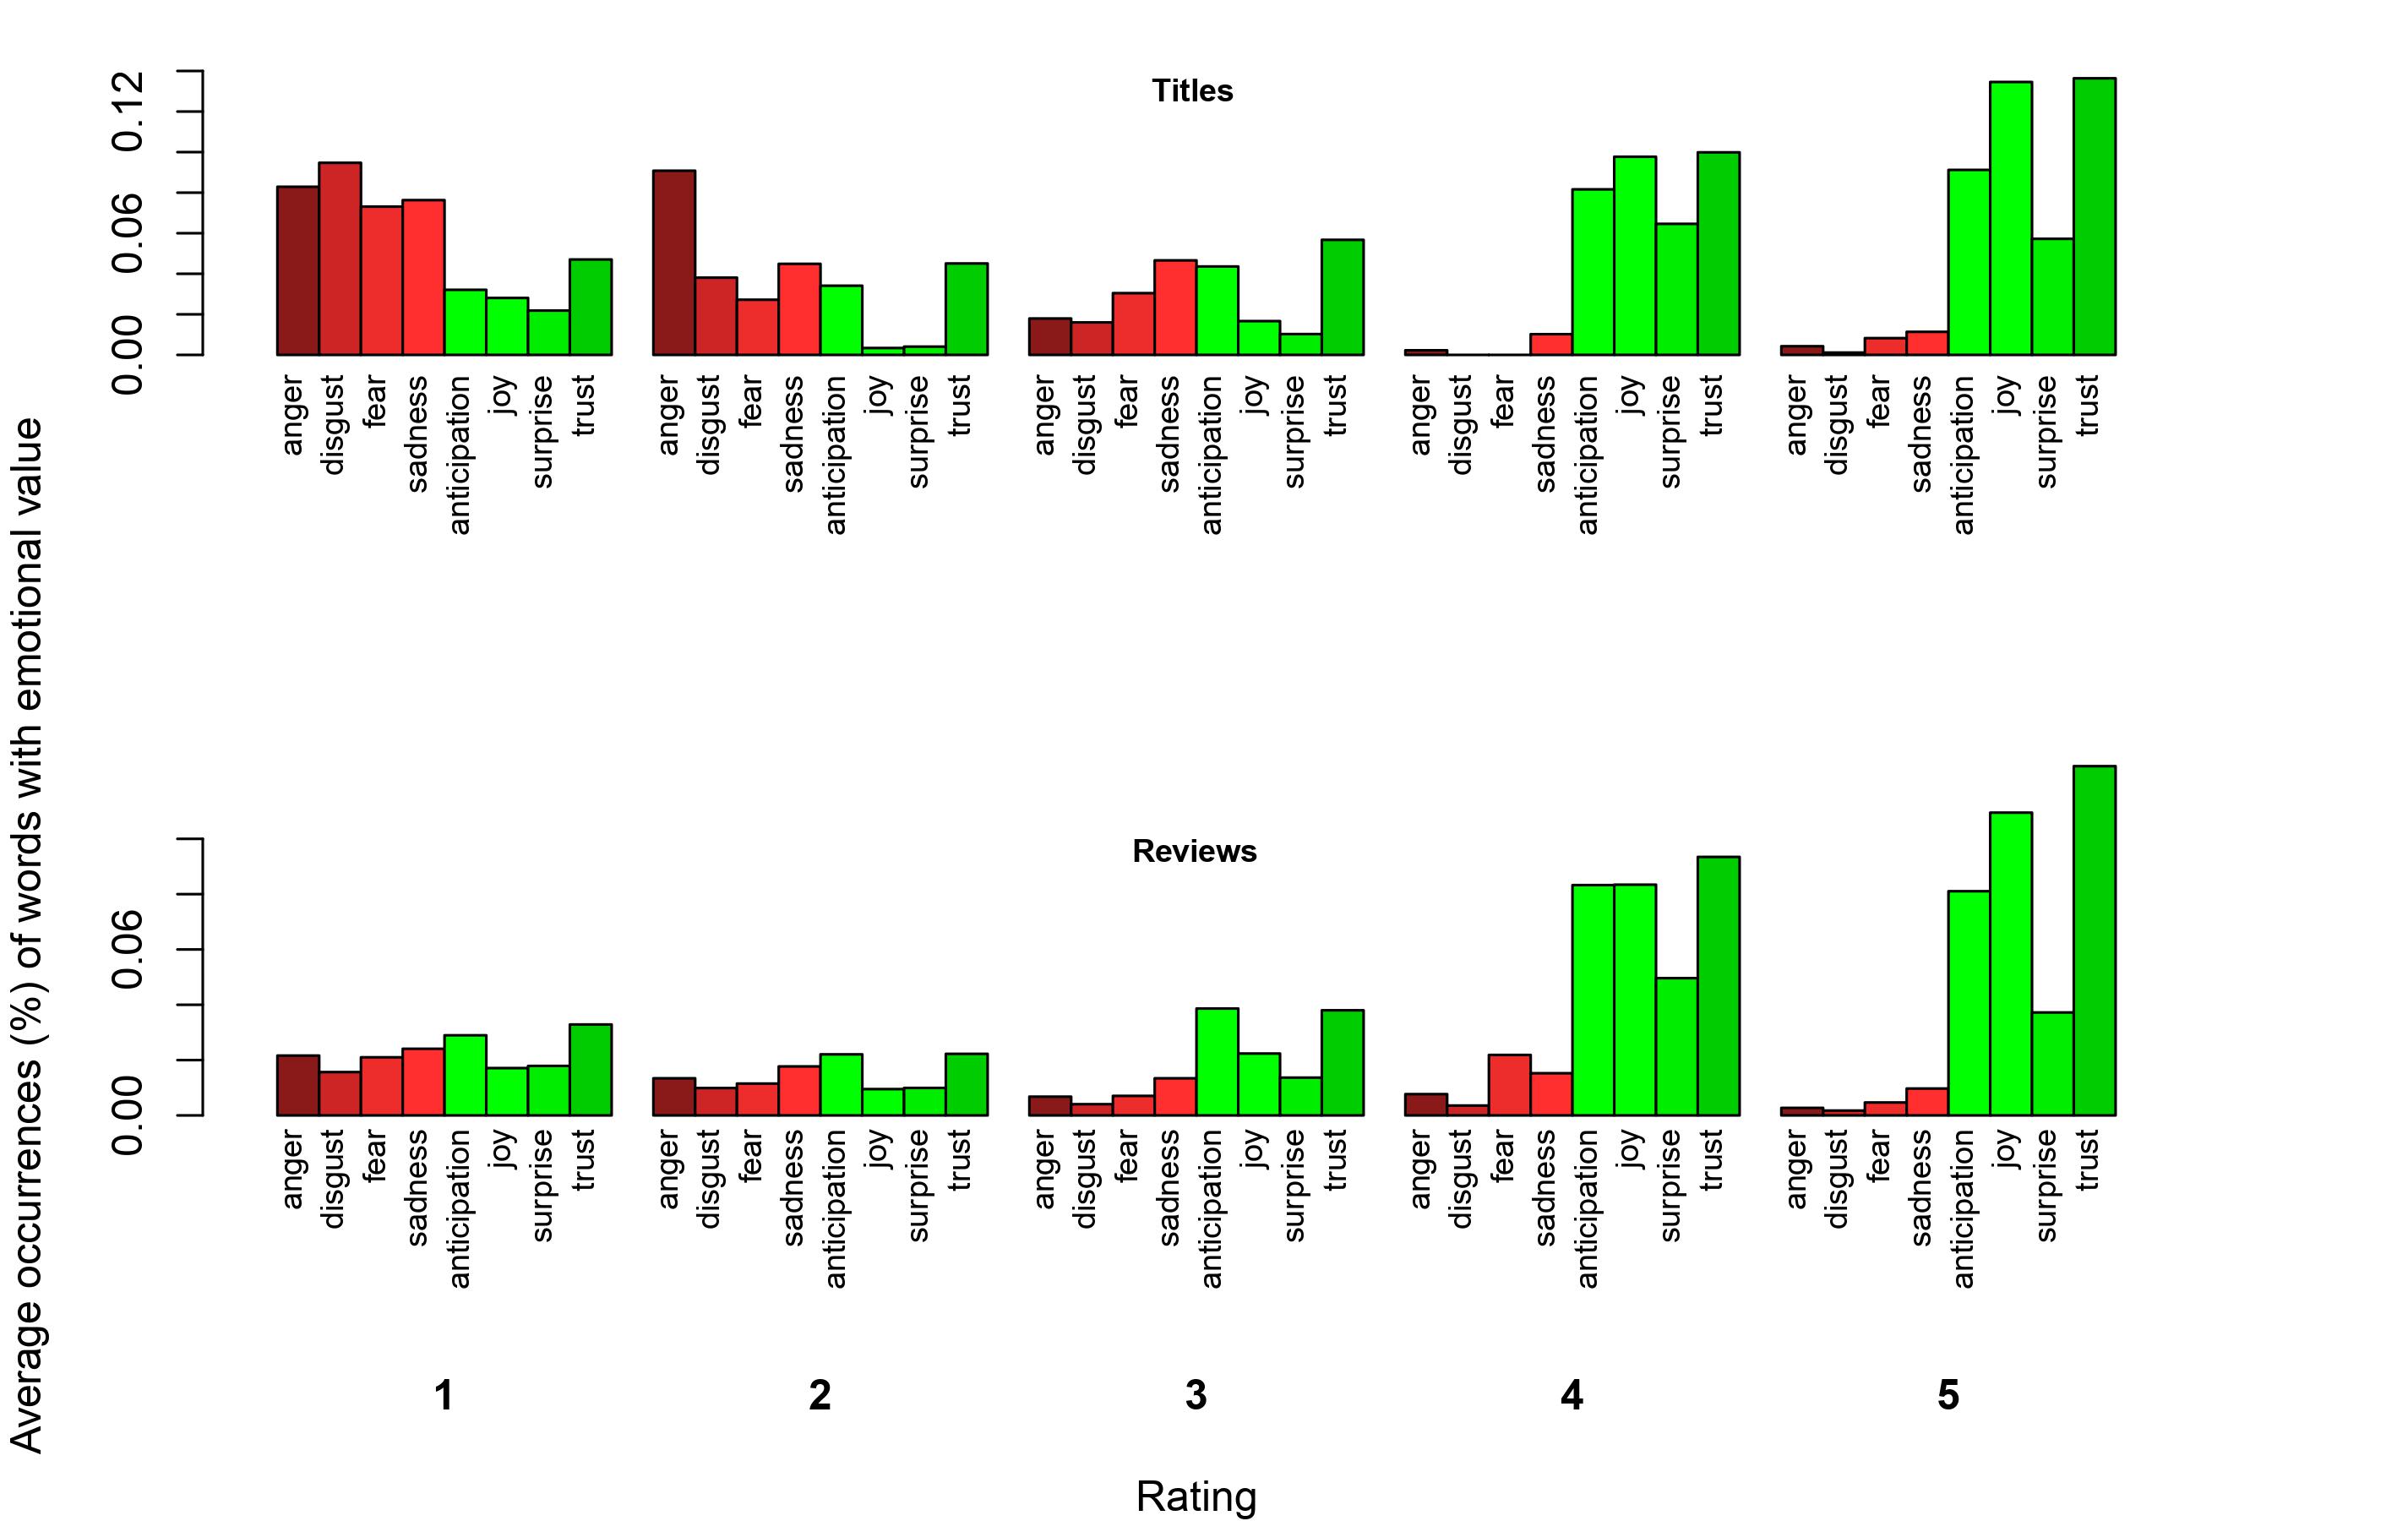 Average occurrences (%) of words with emotional value
Titles
0.12
0.06
0.00
anger disgust fear sadness anticipation joy surprise trust anger disgust fear sadness anticipation joy surprise trust anger disgust fear sadness anticipation joy surprise trust anger disgust fear sadness anticipation joy surprise trust anger disgust fear sadness anticipation joy surprise trust
Reviews
0.06
0.00
anger disgust fear sadness anticipation joy surprise trust anger disgust fear sadness anticipation joy surprise trust anger disgust fear sadness anticipation joy surprise trust anger disgust fear sadness anticipation joy surprise trust anger disgust fear sadness anticipation joy surprise trust
1 2 3 4 5
Rating